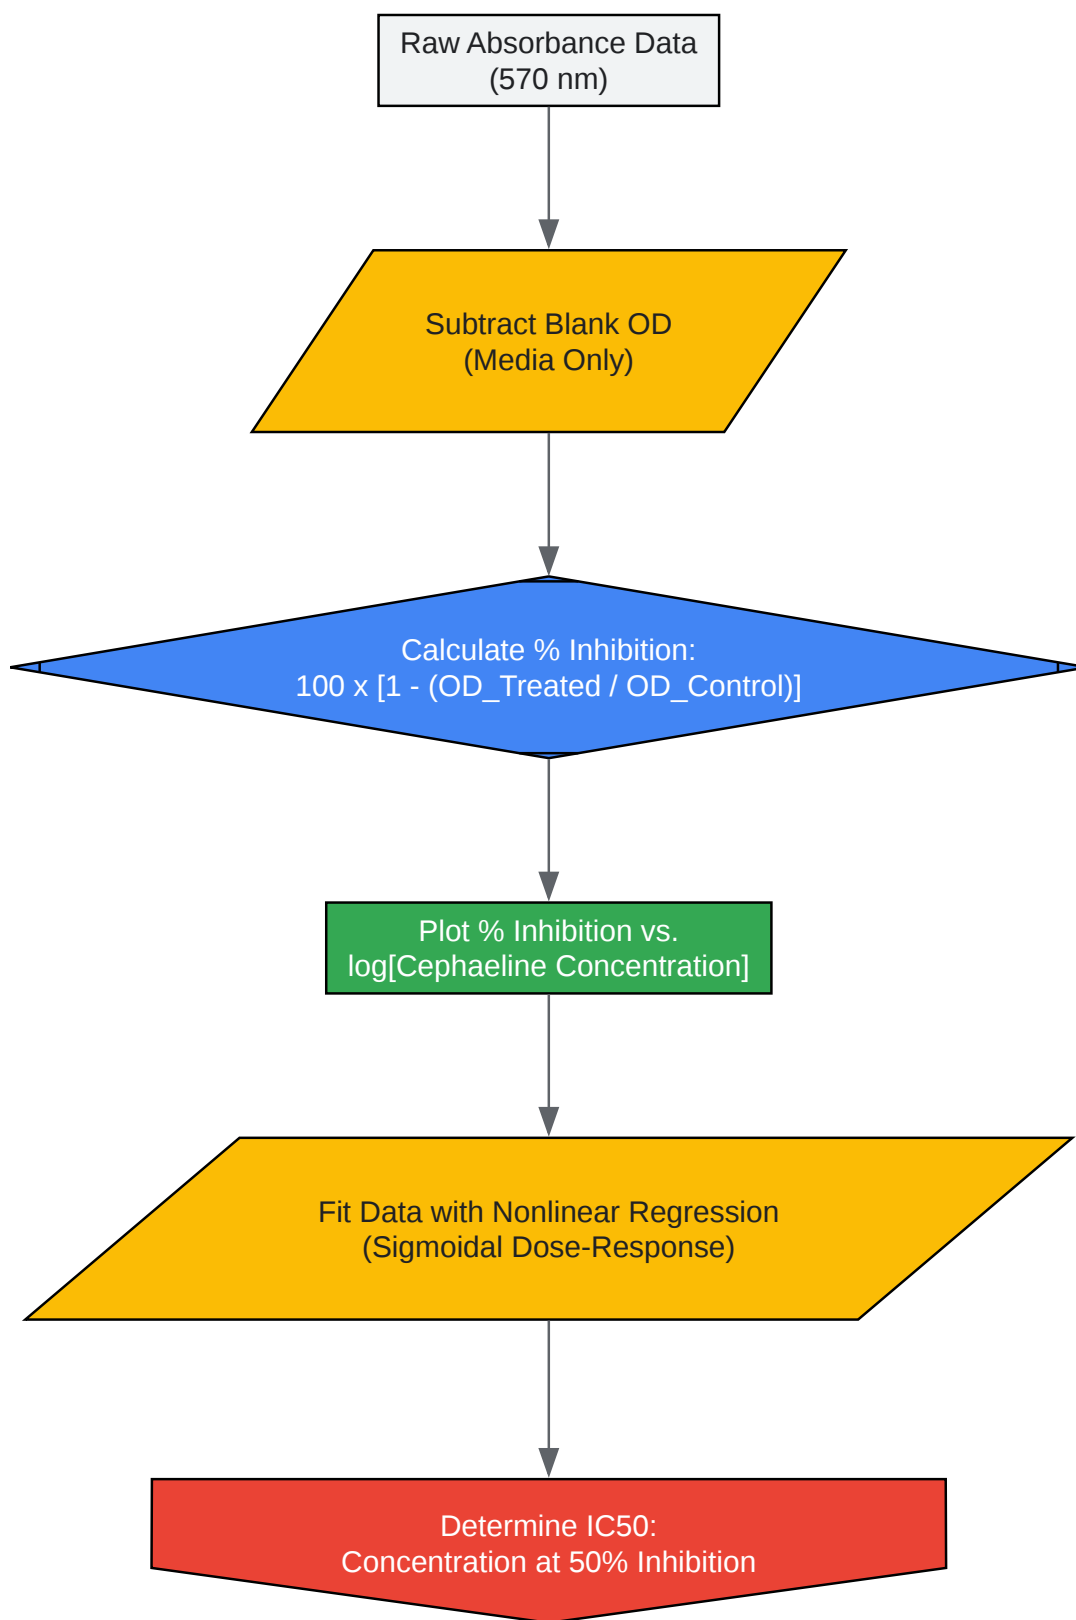 Raw Absorbance Data
(570 nm)
Subtract Blank OD
(Media Only)
Calculate % Inhibition:
100 x [1 - (OD_Treated / OD_Control)]
Plot % Inhibition vs.
log[Cephaeline Concentration]
Fit Data with Nonlinear Regression
(Sigmoidal Dose-Response)
Determine IC50:
Concentration at 50% Inhibition